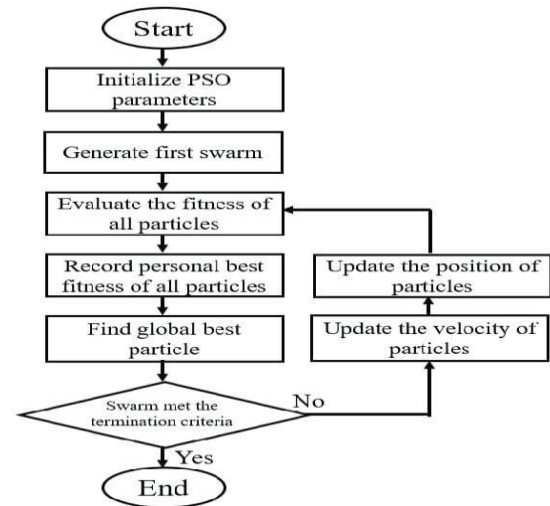 Start
Initialize PSO
parameters
Generate first swarm
Evaluate the fitness of
all particles
Record personal best
fitness of all particles
Find global best
particle
Swarm met the
termination criteria
No
Update the velocity of
particles
Update the position of
particles
Yes
End